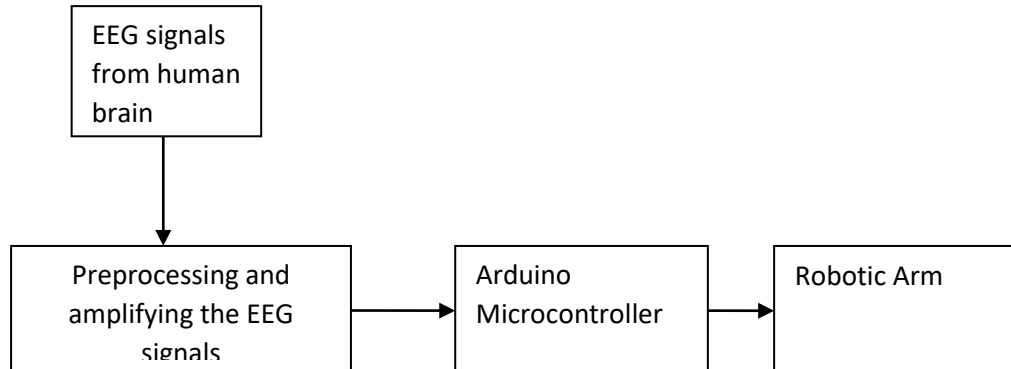 EEG signals
from human
brain
Preprocessing and
amplifying the EEG
signals
Arduino
Microcontroller
Robotic Arm